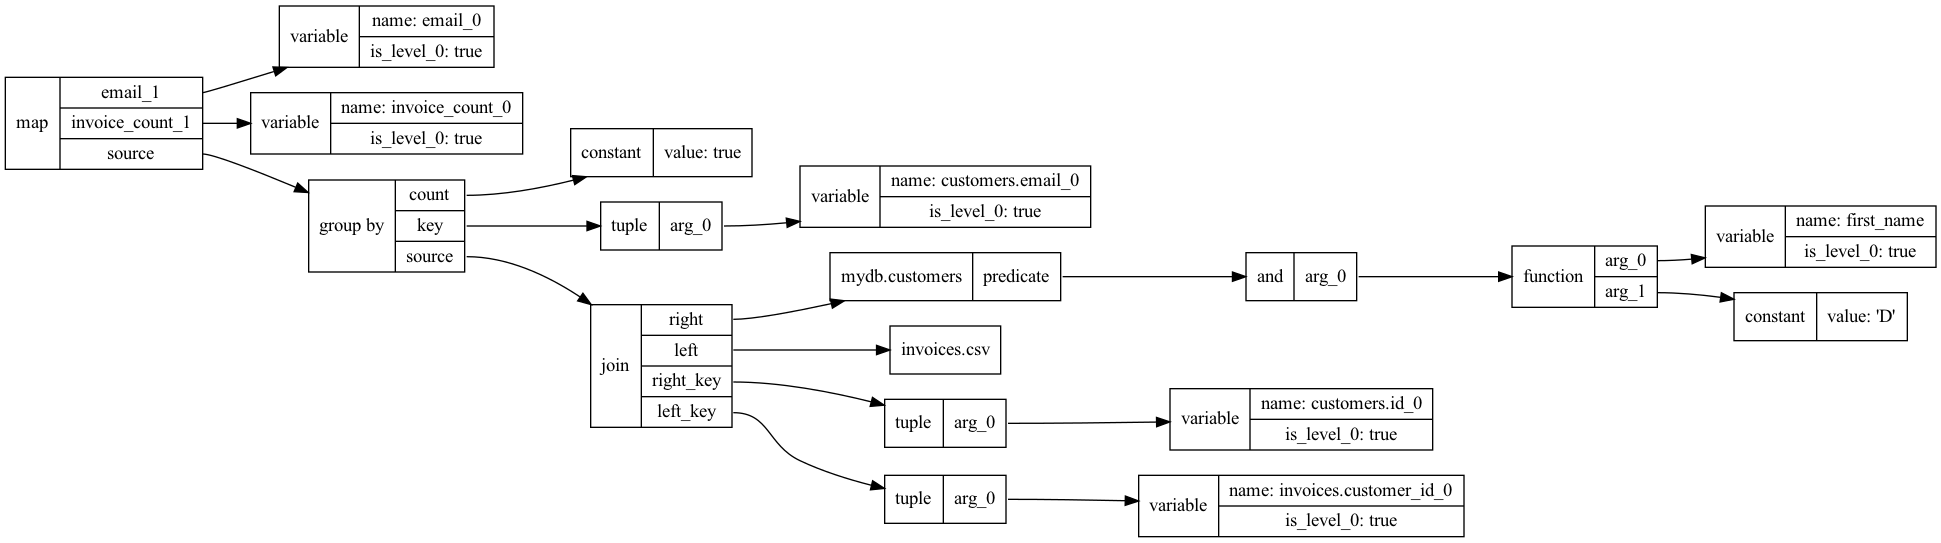 map
email_1
invoice_count_1
source
variable
name: email_0
is_level_0: true
variable
name: invoice_count_0
is_level_0: true
group by
count
key
source
constant
value: true
tuple
arg_0
variable
name: customers.email_0
is_level_0: true
join
right
left
right_key
left_key
mydb.customers
predicate
and
arg_0
function
arg_0
arg_1
variable
name: first_name
is_level_0: true
constant
value: 'D'
invoices.csv
tuple
arg_0
variable
name: customers.id_0
is_level_0: true
tuple
arg_0
variable
name: invoices.customer_id_0
is_level_0: true